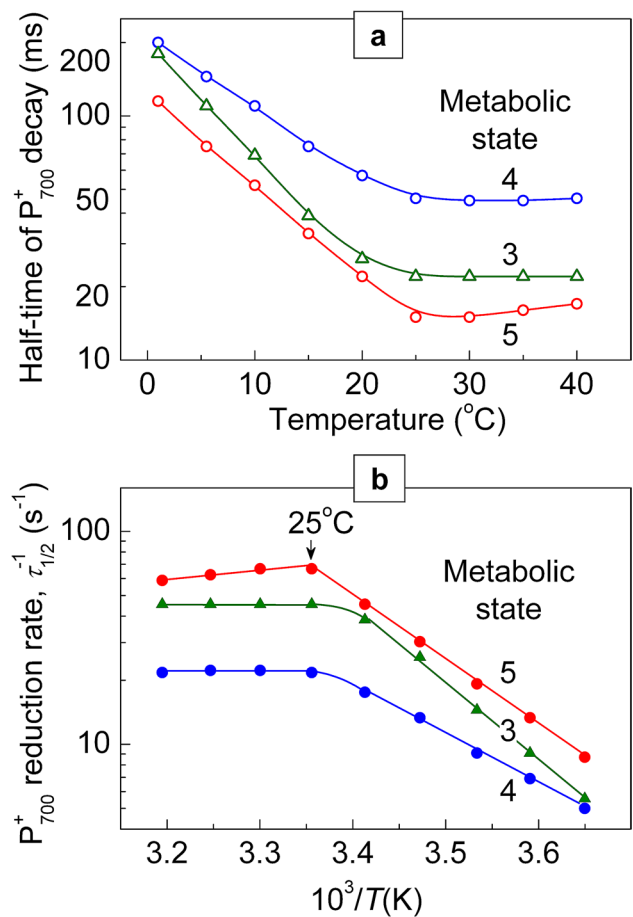 a
Half-time of P⁺₇₀₀ decay (ms)
200
100
50
20
10
Metabolic
state
4
3
5
0
10
20
30
40
Temperature (°C)
b
P⁺₇₀₀ reduction rate, τ⁻¹₁/₂ (s⁻¹)
100
10
25°C
Metabolic
state
5
3
4
3.2
3.3
3.4
3.5
3.6
10³/T(K)